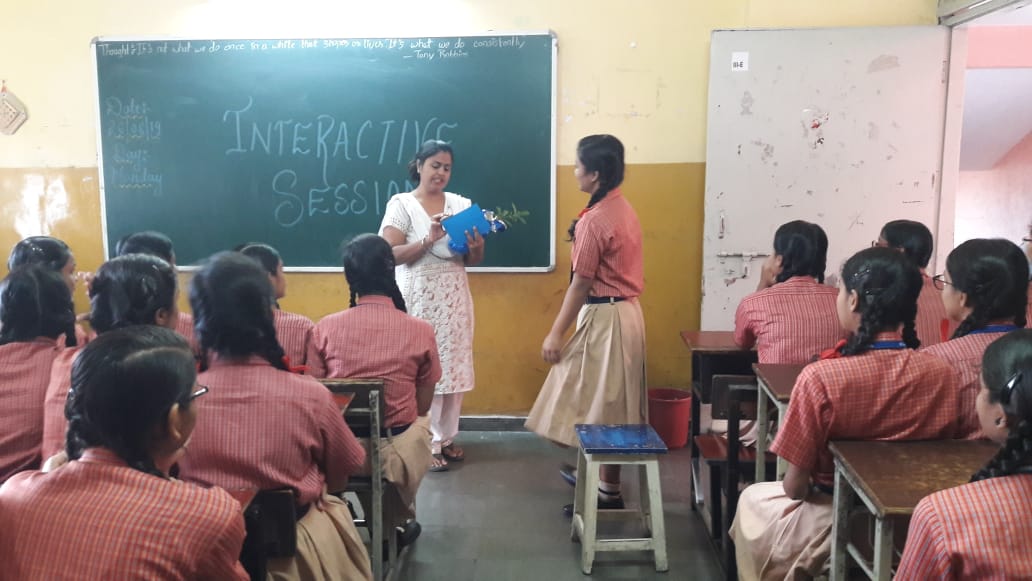 Thought:- It's not what we do once in a while that shapes our lives. It's what we do consistently
- Tony Robbins
III-E
Date:-
Day:-
Monday
INTERACTIVE
SESSION